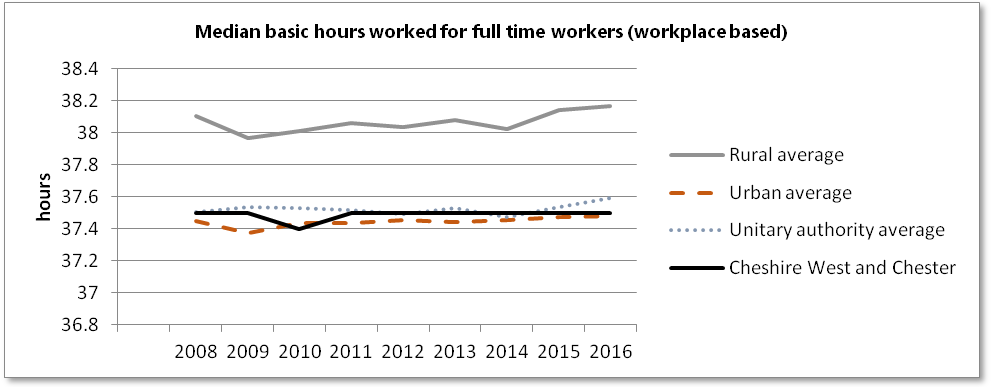 Median basic hours worked for full time workers (workplace based)
38.4
38.2
38
37.8
37.6
37.4
37.2
37
36.8
hours
2008 2009 2010 2011 2012 2013 2014 2015 2016
Rural average
Urban average
Unitary authority average
Cheshire West and Chester